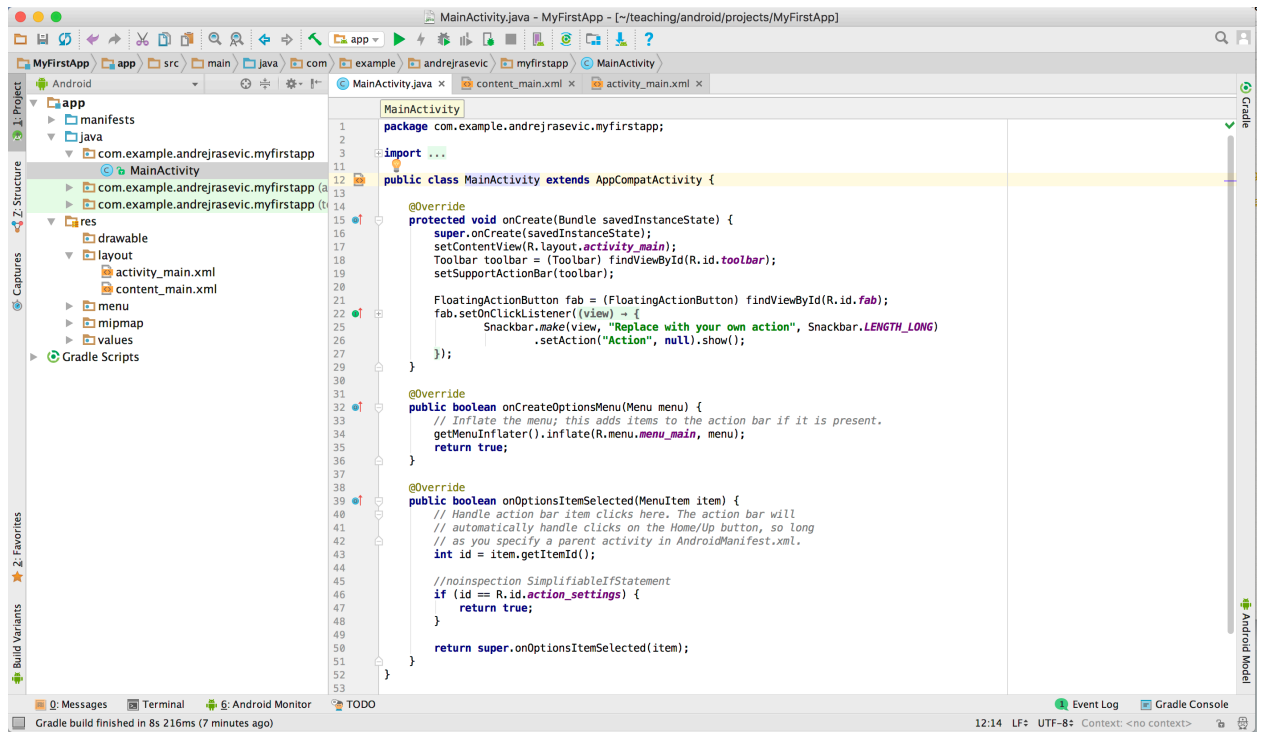 MainActivity.java - MyFirstApp - [~/teaching/android/projects/MyFirstApp]
app
MyFirstApp app src main java com example andrejrasevic myfirstapp MainActivity
Android
MainActivity.java × content_main.xml × activity_main.xml ×
1: Project
Z: Structure
Captures
2: Favorites
Build Variants
app
manifests
java
com.example.andrejrasevic.myfirstapp
MainActivity
com.example.andrejrasevic.myfirstapp (a
com.example.andrejrasevic.myfirstapp (t
res
drawable
layout
activity_main.xml
content_main.xml
menu
mipmap
values
Gradle Scripts
MainActivity
1 package com.example.andrejrasevic.myfirstapp;
2
3 import ...
11
12 public class MainActivity extends AppCompatActivity {
13
14 @Override
15 protected void onCreate(Bundle savedInstanceState) {
16 super.onCreate(savedInstanceState);
17 setContentView(R.layout.activity_main);
18 Toolbar toolbar = (Toolbar) findViewById(R.id.toolbar);
19 setSupportActionBar(toolbar);
20
21 FloatingActionButton fab = (FloatingActionButton) findViewById(R.id.fab);
22 fab.setOnClickListener((view) → {
25 Snackbar.make(view, "Replace with your own action", Snackbar.LENGTH_LONG)
26 .setAction("Action", null).show();
27 });
29 }
30
31 @Override
32 public boolean onCreateOptionsMenu(Menu menu) {
33 // Inflate the menu; this adds items to the action bar if it is present.
34 getMenuInflater().inflate(R.menu.menu_main, menu);
35 return true;
36 }
37
38 @Override
39 public boolean onOptionsItemSelected(MenuItem item) {
40 // Handle action bar item clicks here. The action bar will
41 // automatically handle clicks on the Home/Up button, so long
42 // as you specify a parent activity in AndroidManifest.xml.
43 int id = item.getItemId();
44
45 //noinspection SimplifiableIfStatement
46 if (id == R.id.action_settings) {
47 return true;
48 }
49
50 return super.onOptionsItemSelected(item);
51 }
52 }
53
Gradle
Android Model
0: Messages Terminal 6: Android Monitor TODO 1 Event Log Gradle Console
Gradle build finished in 8s 216ms (7 minutes ago) 12:14 LF UTF-8 Context: <no context>